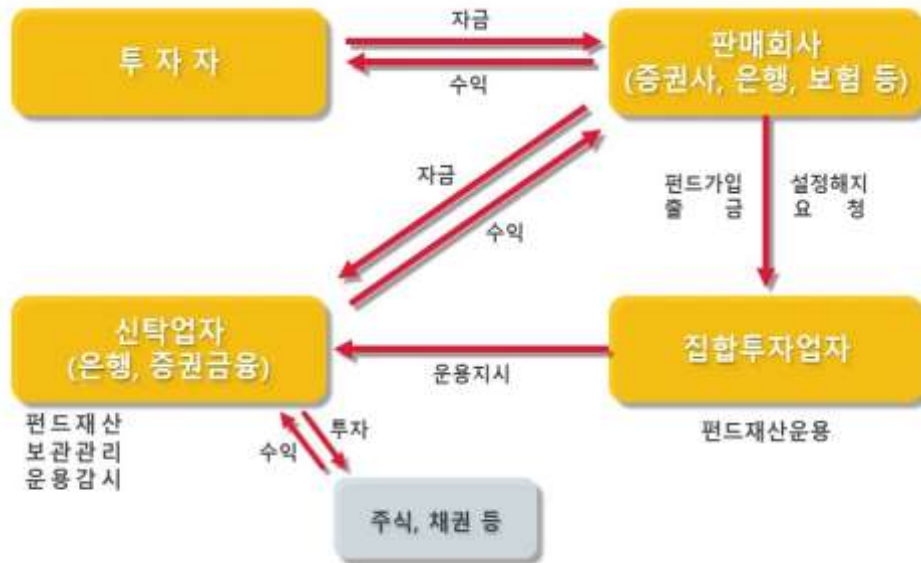 자금
투 자 자
판매회사
(증권사, 은행, 보험 등)
수익
자금
수익
펀드가입
출 금
설정해지
요 청
신탁업자
(은행, 증권금융)
집합투자업자
운용지시
펀드재산
보관관리
운용감시
펀드재산운용
수익
투자
주식, 채권 등